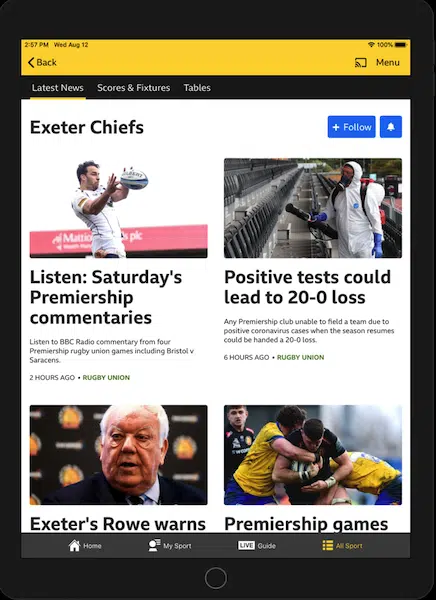 2:57 PM Wed Aug 12
100%
Back
Menu
Latest News Scores & Fixtures Tables
Exeter Chiefs
+ Follow
Listen: Saturday's
Premiership
commentaries
Listen to BBC Radio commentary from four
Premiership rugby union games including Bristol v
Saracens.
2 HOURS AGO • RUGBY UNION
Positive tests could
lead to 20-0 loss
Any Premiership club unable to field a team due to
positive coronavirus cases when the season resumes
could be handed a 20-0 loss.
6 HOURS AGO • RUGBY UNION
Exeter's Rowe warns
Premiership games
Home
My Sport
LIVE Guide
All Sport